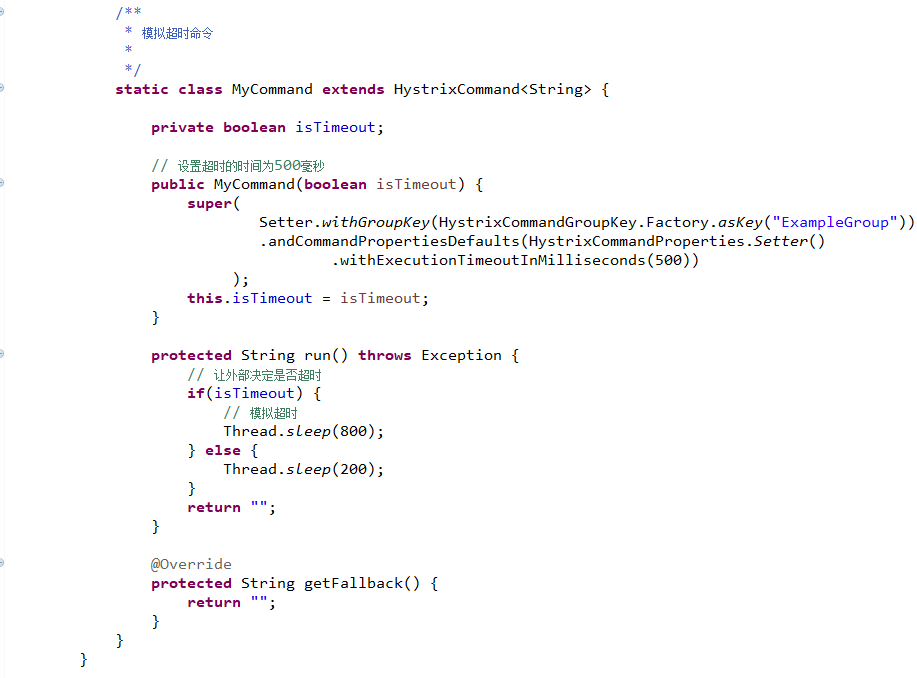 /**
 * 模拟超时命令
 *
 */
static class MyCommand extends HystrixCommand<String> {
private boolean isTimeout;
// 设置超时的时间为500毫秒
public MyCommand(boolean isTimeout) {
super(
Setter.withGroupKey(HystrixCommandGroupKey.Factory.asKey("ExampleGroup"))
.andCommandPropertiesDefaults(HystrixCommandProperties.Setter()
.withExecutionTimeoutInMilliseconds(500))
);
this.isTimeout = isTimeout;
}
protected String run() throws Exception {
// 让外部决定是否超时
if(isTimeout) {
// 模拟超时
Thread.sleep(800);
} else {
Thread.sleep(200);
}
return "";
}
@Override
protected String getFallback() {
return "";
}
}
}